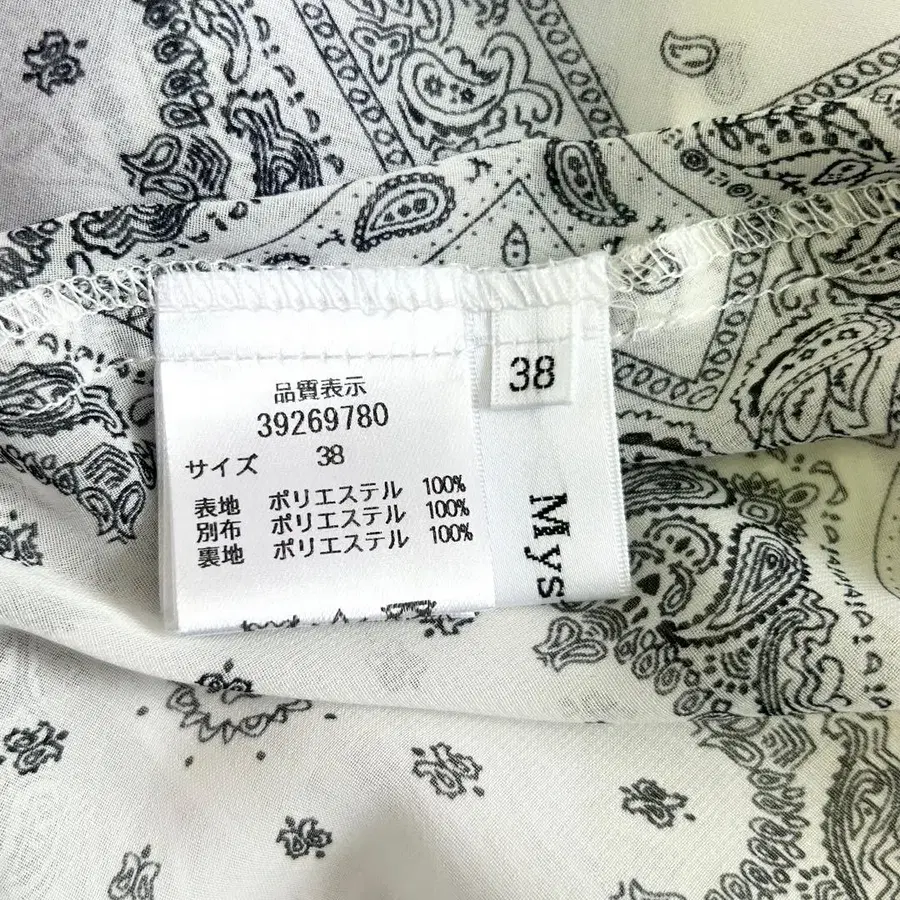 品質表示
39269780
サイズ 38
表地 ポリエステル 100%
別布 ポリエステル 100%
裏地 ポリエステル 100%
38
Mys